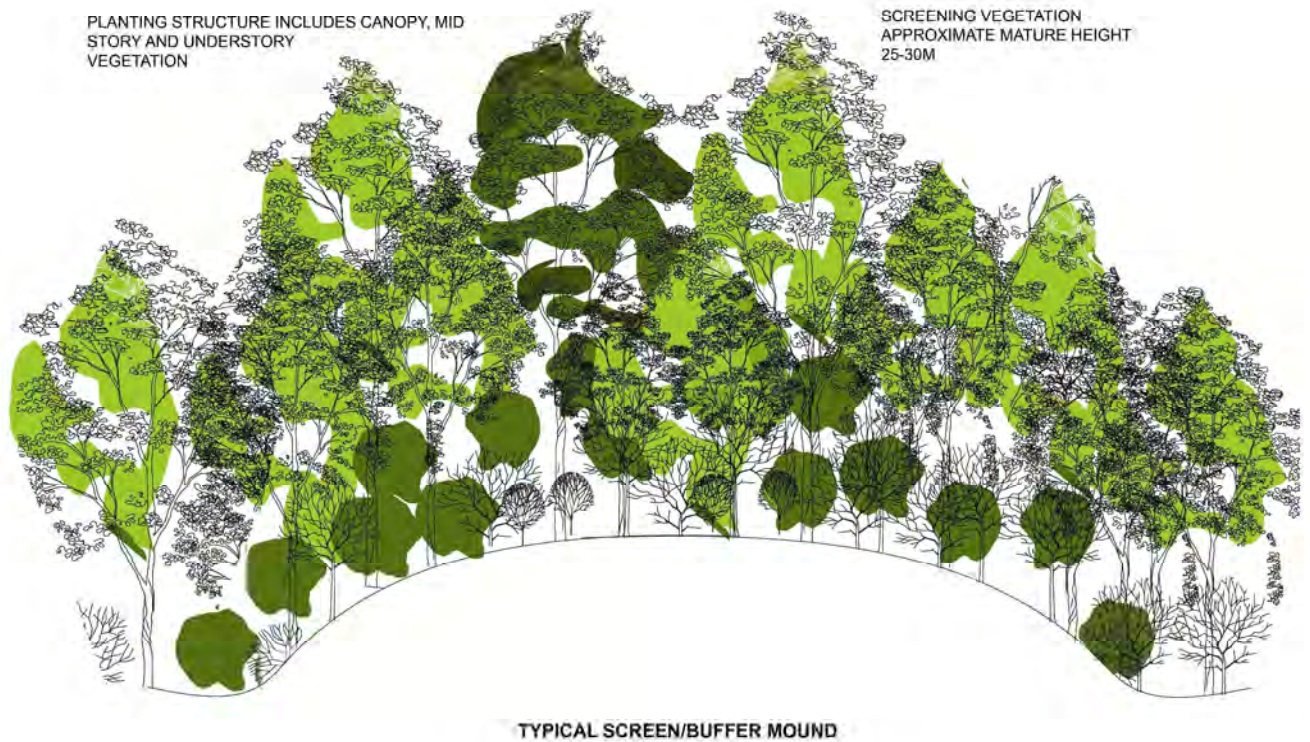 PLANTING STRUCTURE INCLUDES CANOPY, MID
STORY AND UNDERSTORY
VEGETATION
SCREENING VEGETATION
APPROXIMATE MATURE HEIGHT
25-30M
TYPICAL SCREEN/BUFFER MOUND